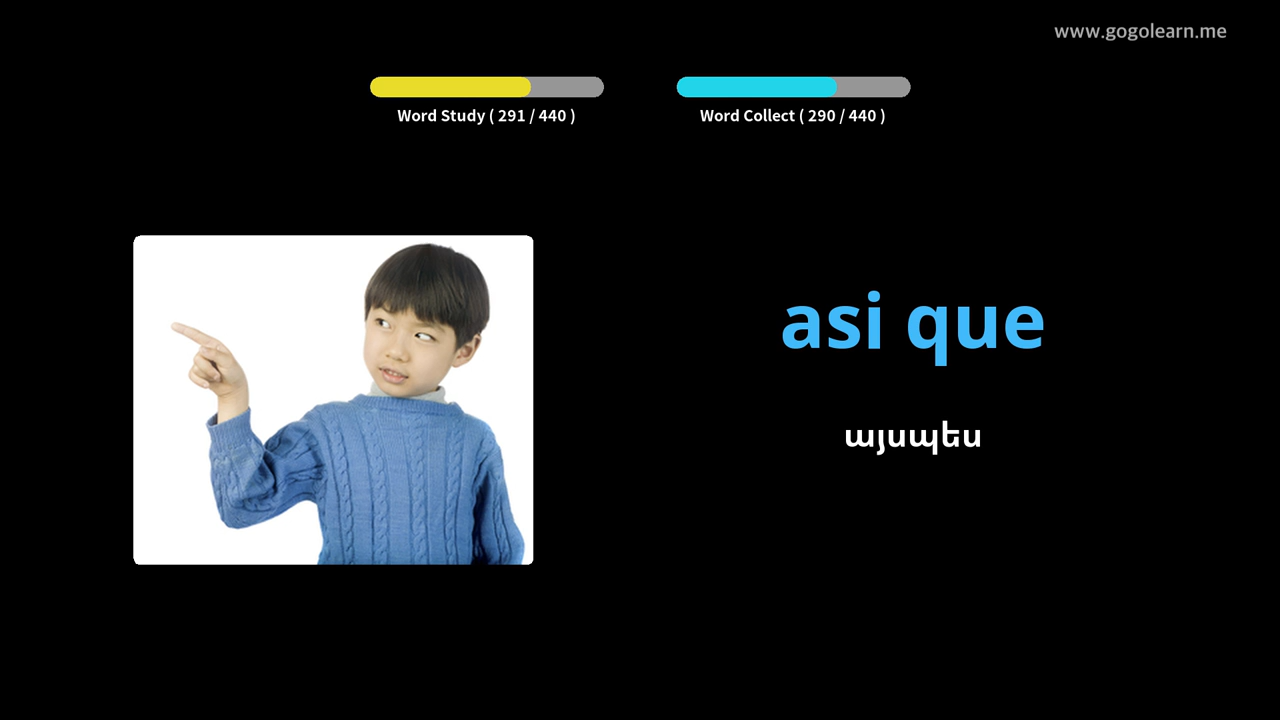 www.gogolearn.me
Word Study ( 291 / 440 )
Word Collect ( 290 / 440 )
asi que
այսպես